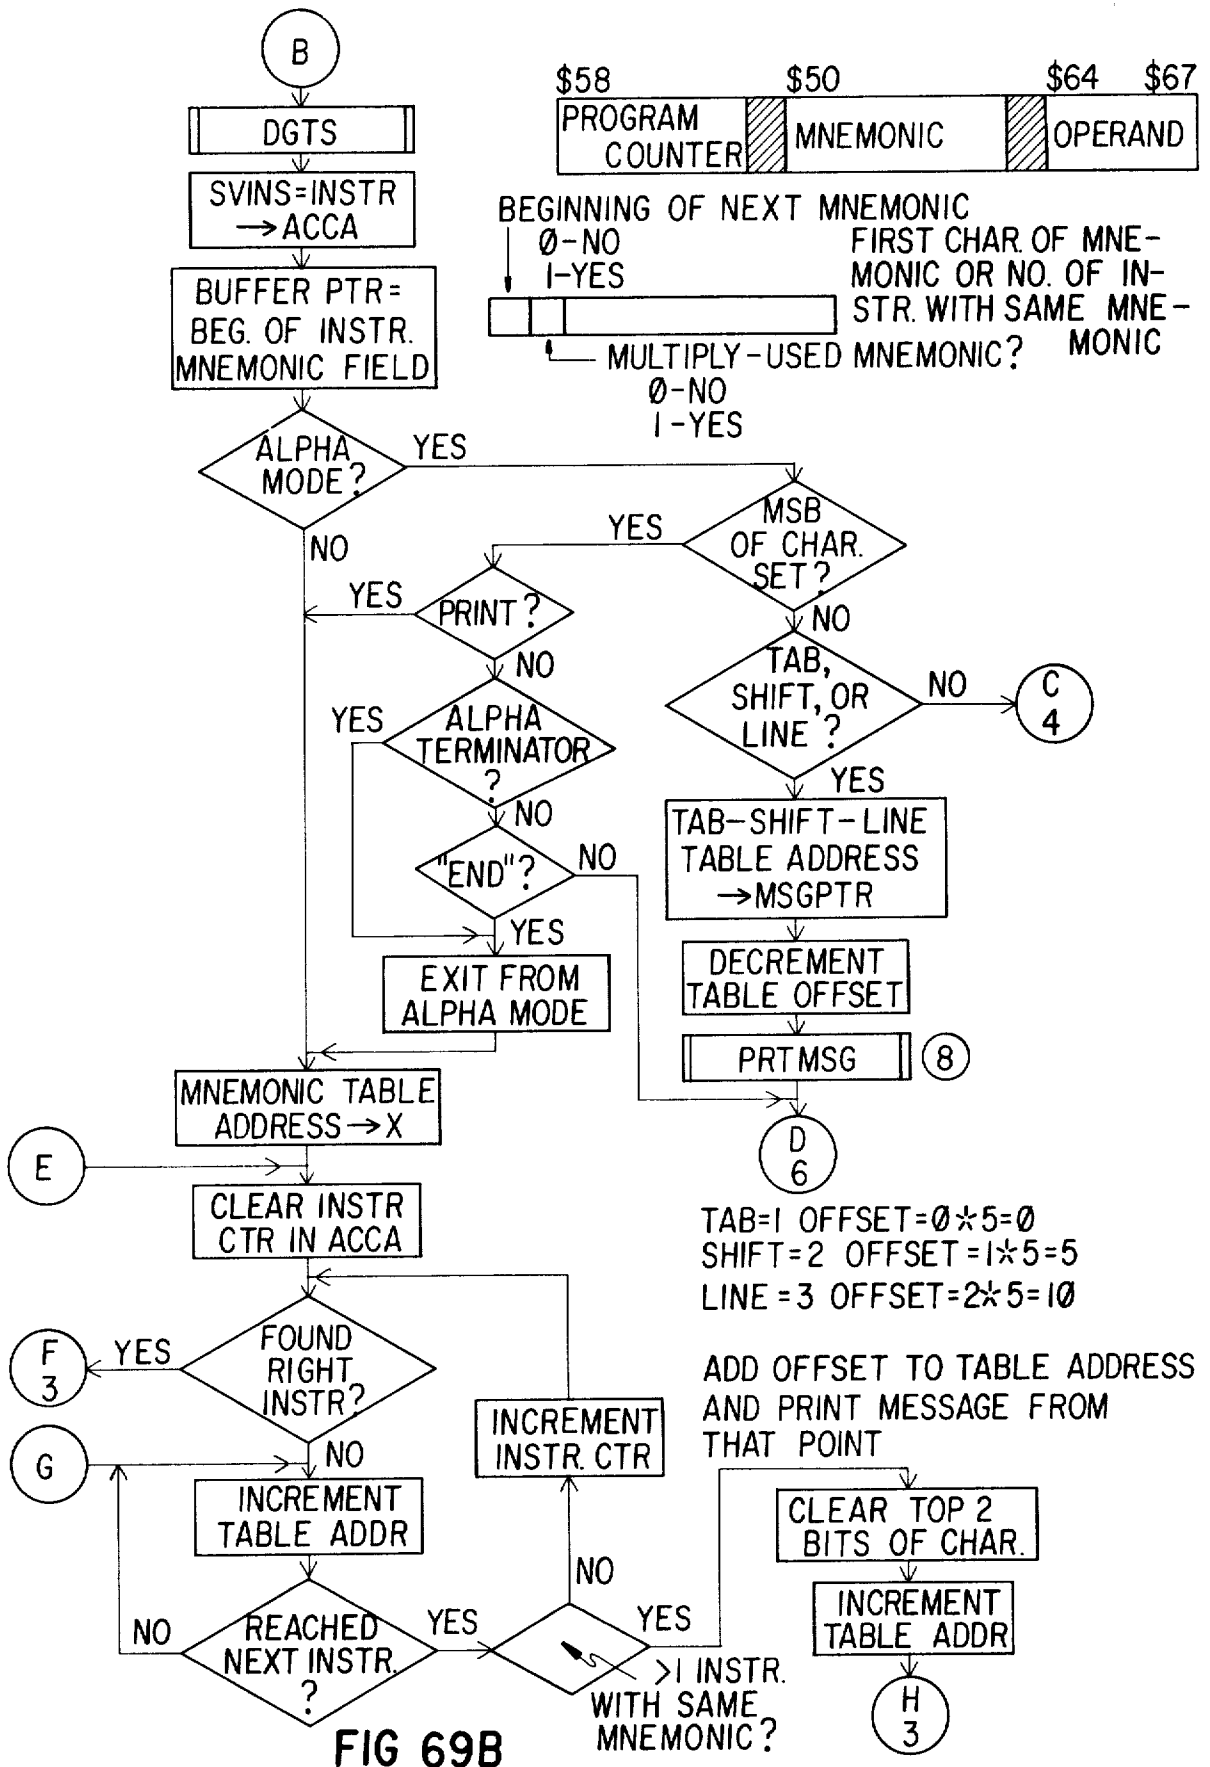 B
DGTS
SVINS=INSTR
→ACCA
BUFFER PTR=
BEG. OF INSTR.
MNEMONIC FIELD
$58 $50 $64 $67
PROGRAM
COUNTER
MNEMONIC
OPERAND
BEGINNING OF NEXT MNEMONIC
Ø-NO
1-YES
FIRST CHAR. OF MNE-
MONIC OR NO. OF IN-
STR. WITH SAME MNE-
MONIC
MULTIPLY-USED MNEMONIC?
Ø-NO
1-YES
ALPHA
MODE?
YES
NO
MSB
OF CHAR.
SET?
YES
NO
PRINT?
YES
NO
TAB,
SHIFT, OR
LINE?
NO
C
4
YES
ALPHA
TERMINATOR
?
YES
NO
TAB-SHIFT-LINE
TABLE ADDRESS
→MSGPTR
"END"?
NO
YES
DECREMENT
TABLE OFFSET
EXIT FROM
ALPHA MODE
PRTMSG
8
MNEMONIC TABLE
ADDRESS→X
D
6
E
CLEAR INSTR
CTR IN ACCA
TAB=1 OFFSET=Ø*5=Ø
SHIFT=2 OFFSET=1*5=5
LINE=3 OFFSET=2*5=1Ø
FOUND
RIGHT
INSTR?
YES
F
3
NO
ADD OFFSET TO TABLE ADDRESS
AND PRINT MESSAGE FROM
THAT POINT
INCREMENT
INSTR. CTR
G
INCREMENT
TABLE ADDR
CLEAR TOP 2
BITS OF CHAR.
NO
REACHED
NEXT INSTR.
?
NO
YES
YES
>1 INSTR.
WITH SAME
MNEMONIC?
INCREMENT
TABLE ADDR
H
3
FIG 69B